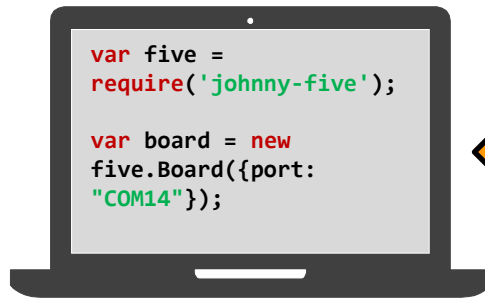 var five =
require('johnny-five');
var board = new
five.Board({port:
"COM14"});